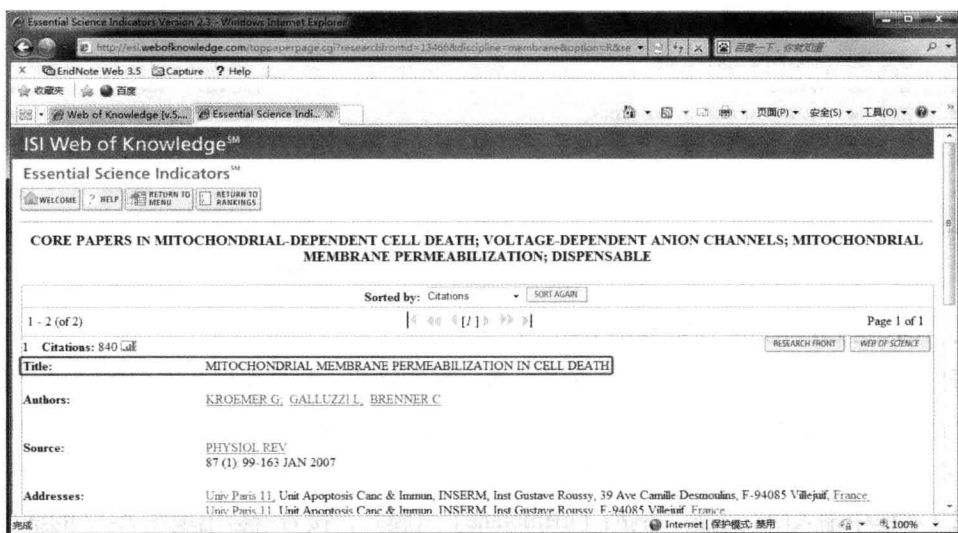 Essential Science Indicators Version 2.3 - Windows Internet Explorer
http://esi.webofknowledge.com/toppaperpage.cgi?researchfrontid=13466&discipline=membrane&option=R&se
百度一下，你就知道
x EndNote Web 3.5 Capture ? Help
收藏夹 百度
Web of Knowledge [v.5.... Essential Science Indi... 页面(P) 安全(S) 工具(O)
ISI Web of Knowledge℠
Essential Science Indicators℠
WELCOME ? HELP RETURN TO MENU RETURN TO RANKINGS
CORE PAPERS IN MITOCHONDRIAL-DEPENDENT CELL DEATH; VOLTAGE-DEPENDENT ANION CHANNELS; MITOCHONDRIAL
MEMBRANE PERMEABILIZATION; DISPENSABLE
Sorted by: Citations SORT AGAIN
1 - 2 (of 2) [1] Page 1 of 1
1 Citations: 840 RESEARCH FRONT WEB OF SCIENCE
Title: MITOCHONDRIAL MEMBRANE PERMEABILIZATION IN CELL DEATH
Authors: KROEMER G; GALLUZZI L; BRENNER C
Source: PHYSIOL REV
87 (1): 99-163 JAN 2007
Addresses: Univ Paris 11, Unit Apoptosis Canc & Immun, INSERM, Inst Gustave Roussy, 39 Ave Camille Desmoulins, F-94085 Villejuif, France.
Univ Paris 11, Unit Apoptosis Canc & Immun, INSERM, Inst Gustave Roussy, F-94085 Villejuif, France.
完成 Internet | 保护模式: 禁用 100%